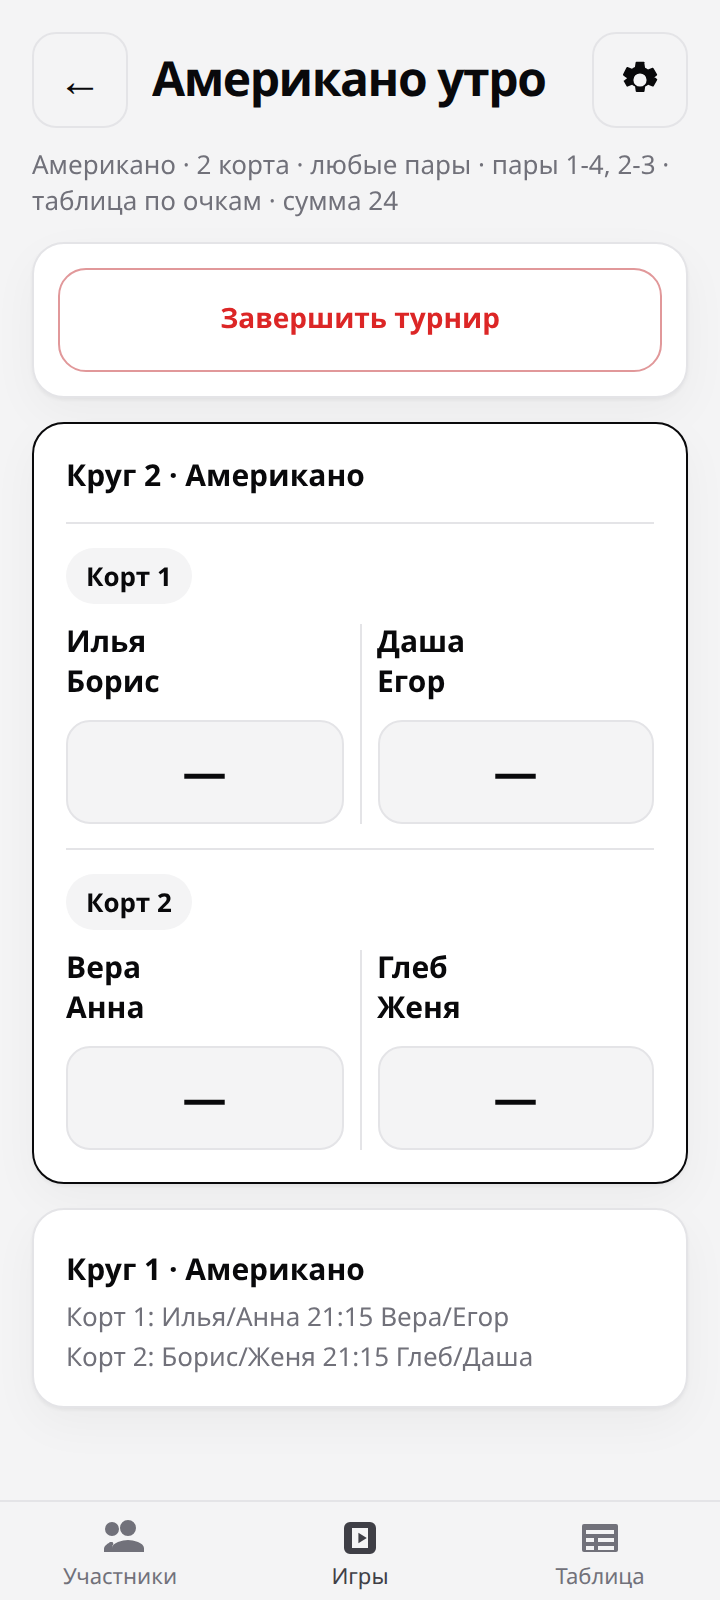 ←
Американо утро
Американо · 2 корта · любые пары · пары 1-4, 2-3 ·
таблица по очкам · сумма 24
Завершить турнир
Круг 2 · Американо
Корт 1
Илья
Борис
Даша
Егор
—
—
Корт 2
Вера
Анна
Глеб
Женя
—
—
Круг 1 · Американо
Корт 1: Илья/Анна 21:15 Вера/Егор
Корт 2: Борис/Женя 21:15 Глеб/Даша
Участники
Игры
Таблица